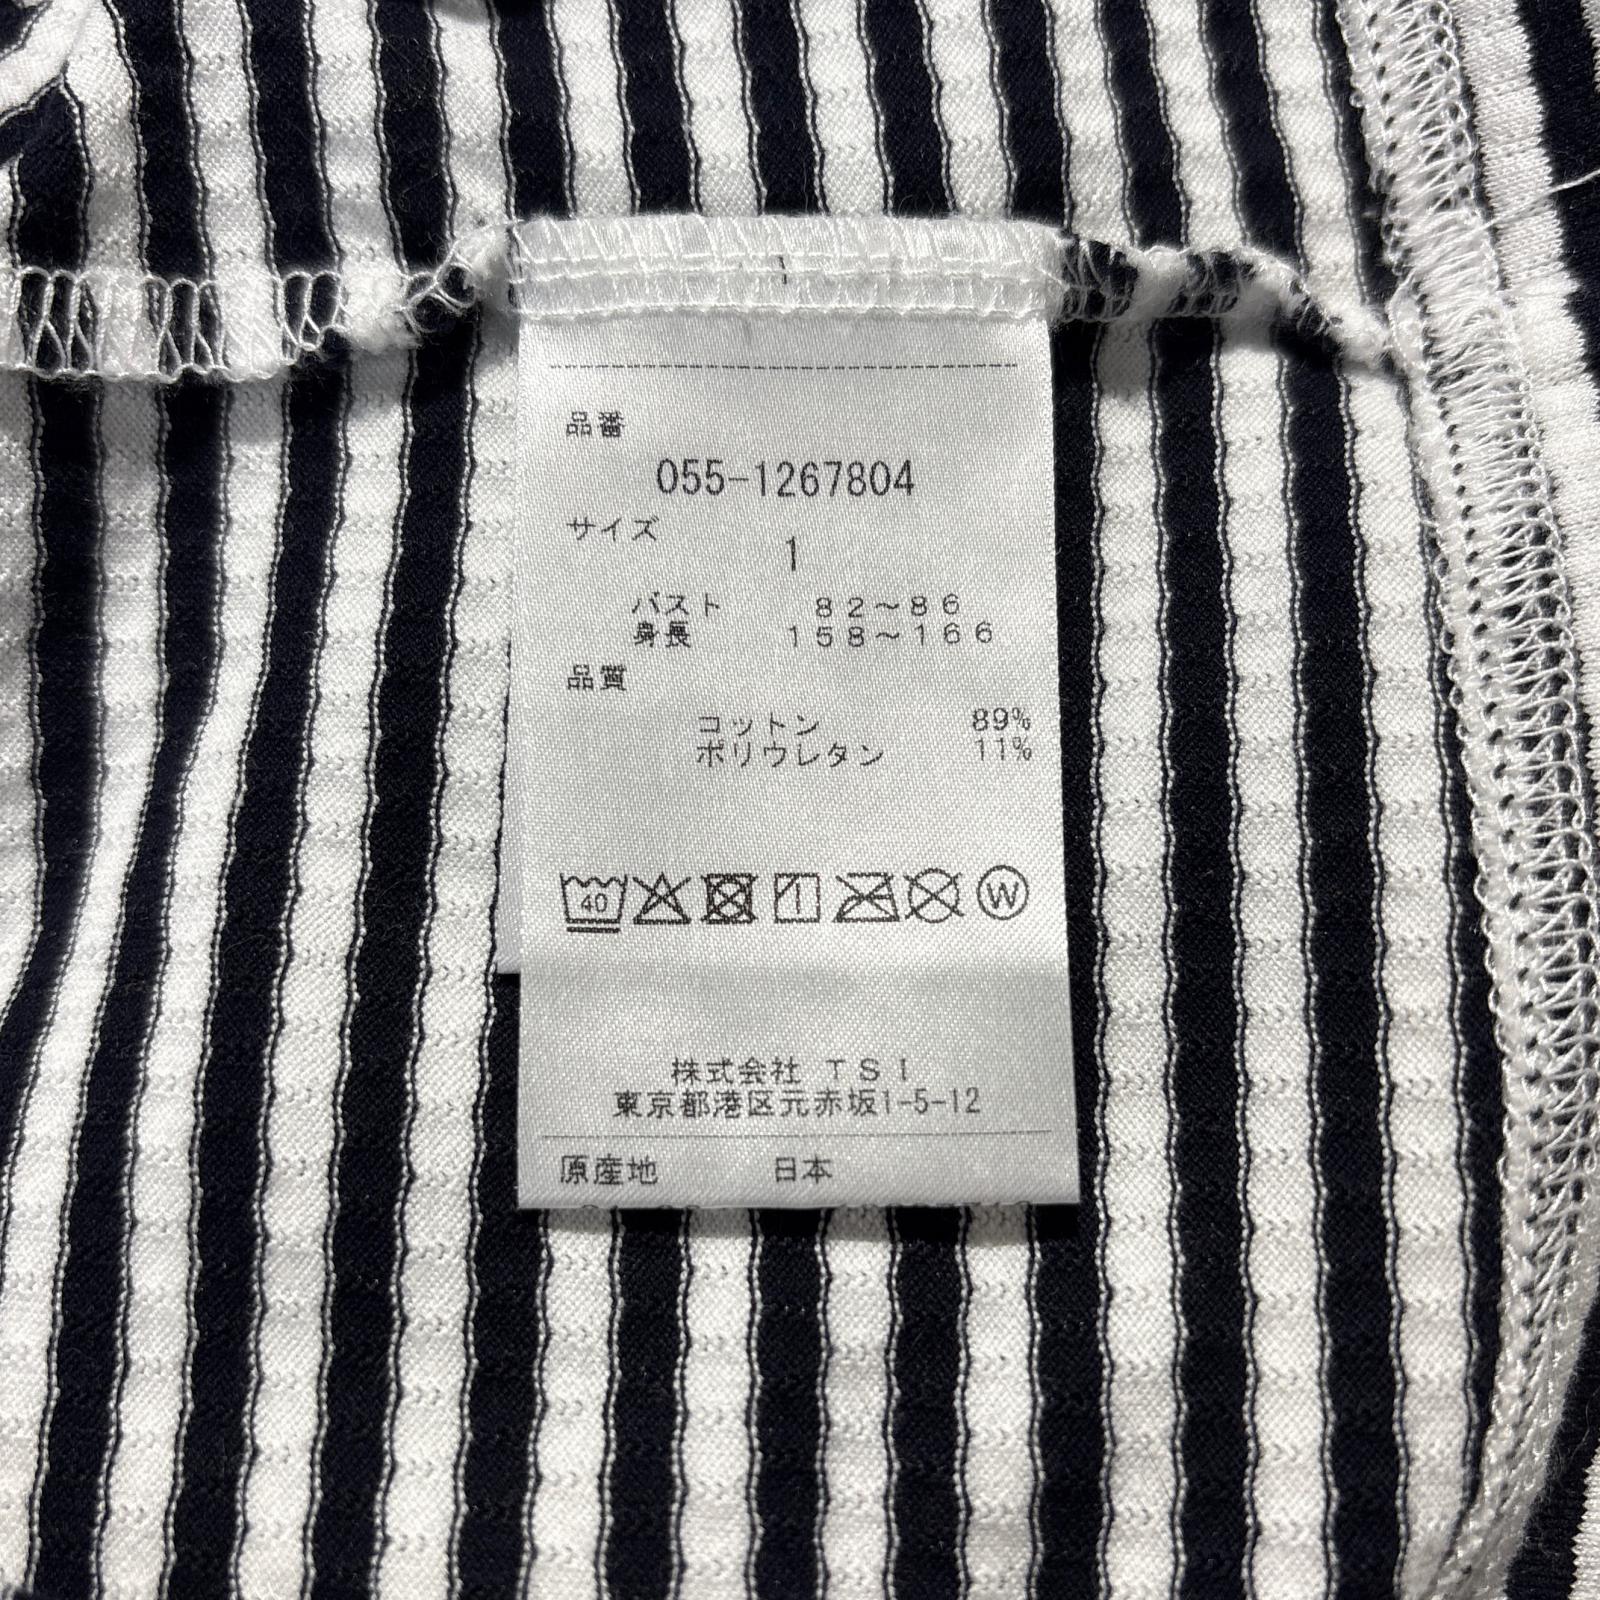 品番
055-1267804
サイズ
1
バスト 82~86
身長 158~166
品質
コットン 89%
ポリウレタン 11%
40 W
株式会社 TSI
東京都港区元赤坂1-5-12
原産地 日本